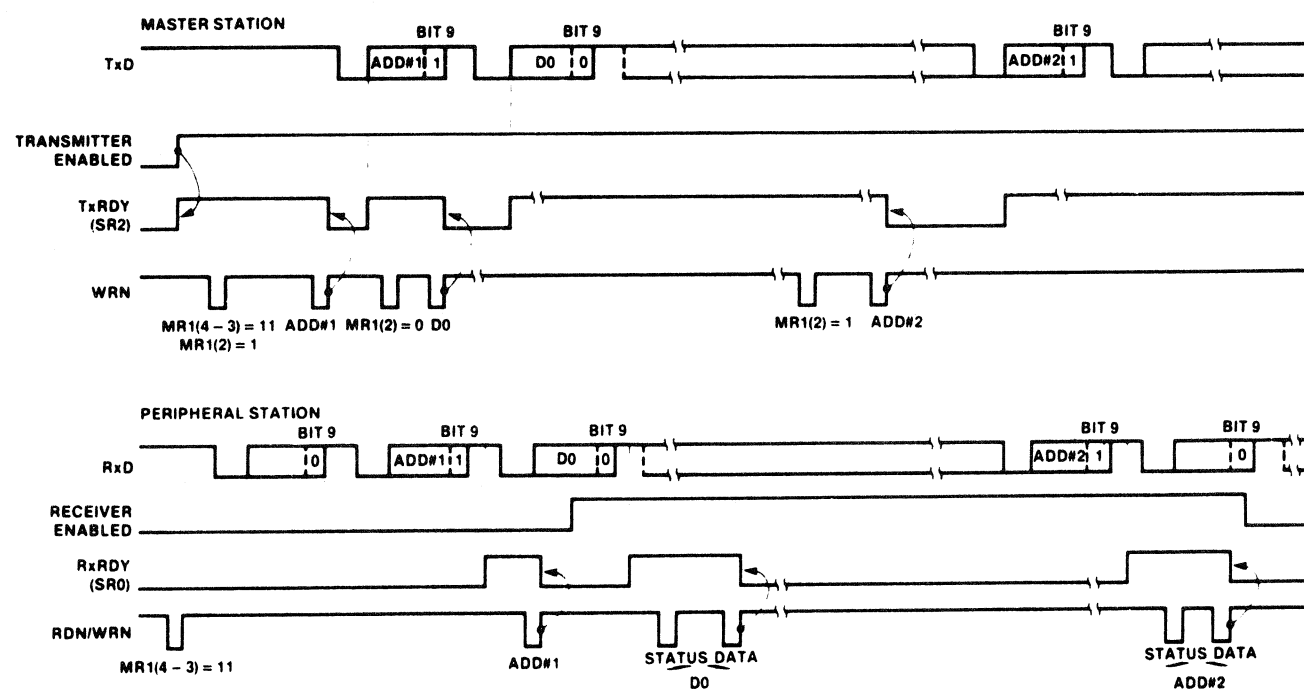 MASTER STATION
BIT 9 BIT 9 BIT 9
TxD ADD#1 1 D0 0 ADD#2 1
TRANSMITTER
ENABLED
TxRDY
(SR2)
WRN
MR1(4 – 3) = 11 ADD#1 MR1(2) = 0 D0 MR1(2) = 1 ADD#2
MR1(2) = 1
PERIPHERAL STATION
BIT 9 BIT 9 BIT 9 BIT 9 BIT 9
RxD 0 ADD#1 1 D0 0 ADD#2 1 0
RECEIVER
ENABLED
RxRDY
(SR0)
RDN/WRN
MR1(4 – 3) = 11 ADD#1 STATUS DATA STATUS DATA
D0 ADD#2